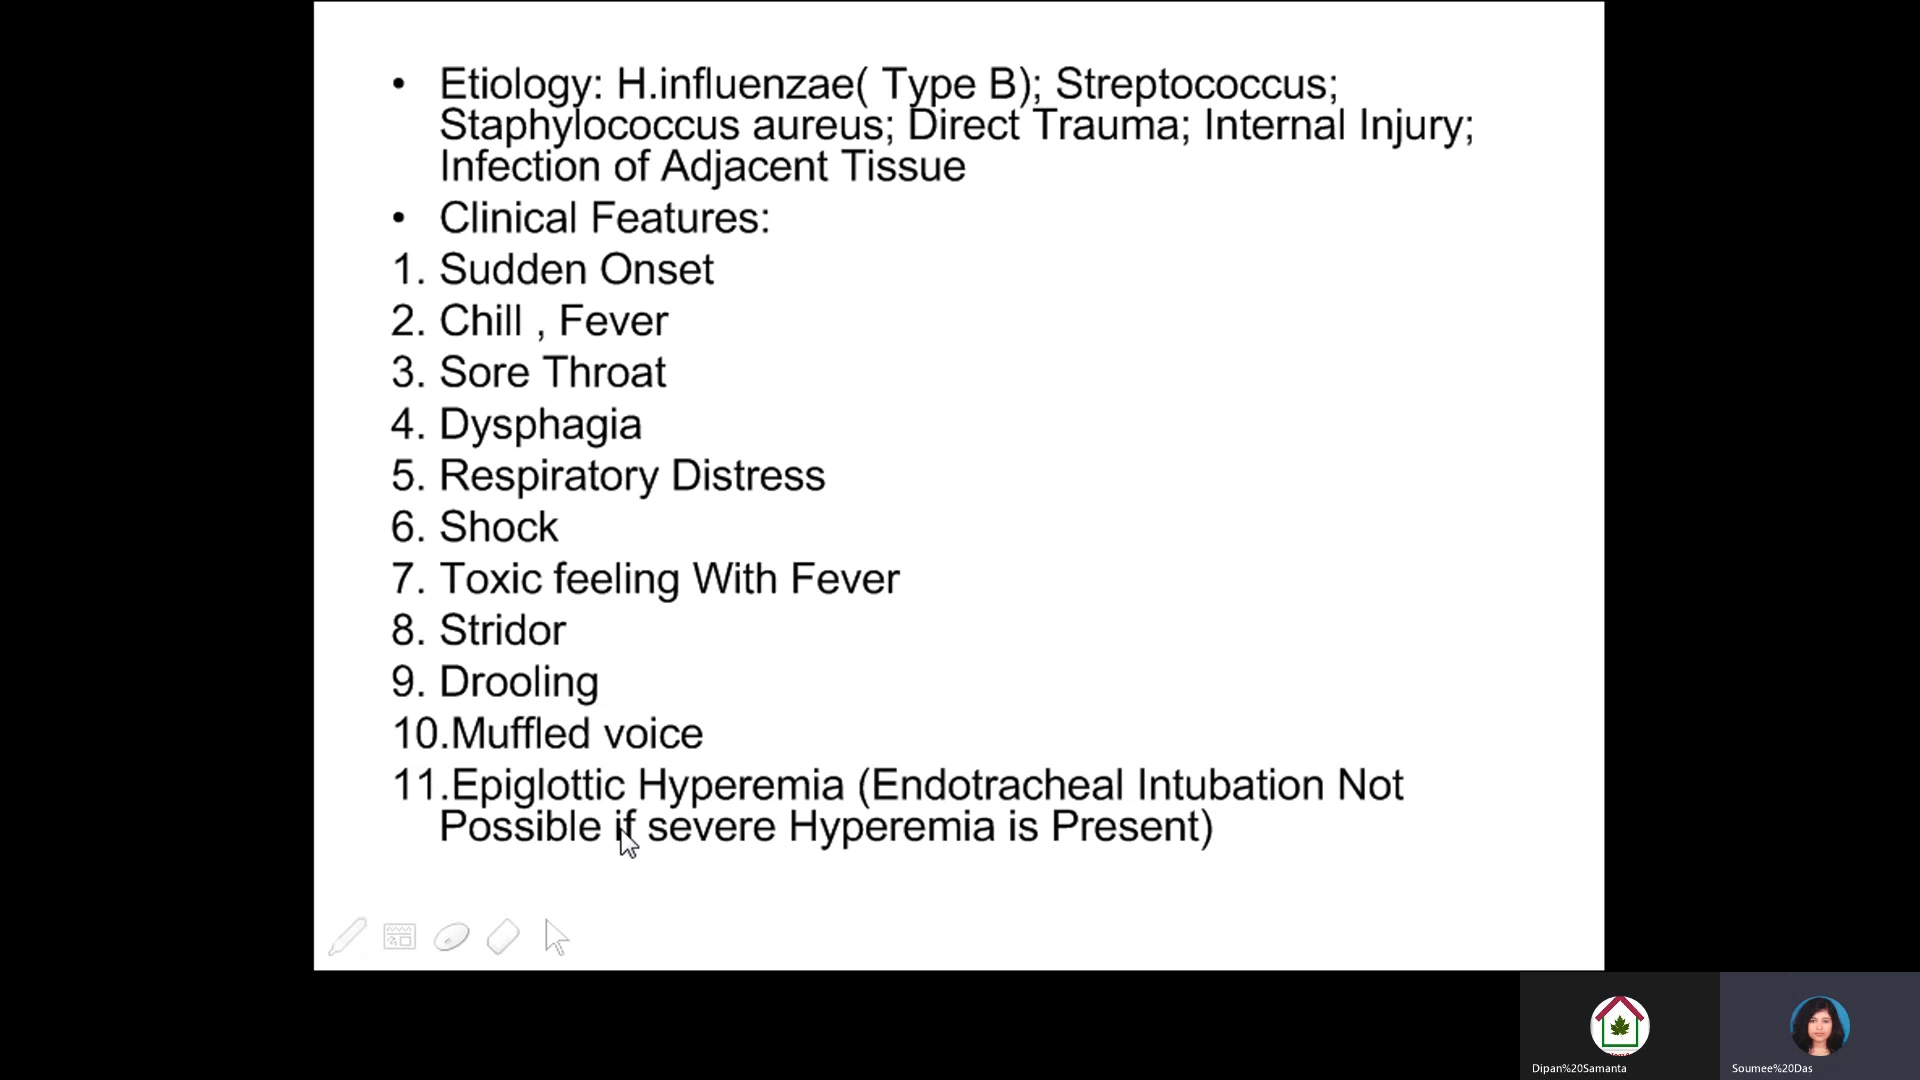 • Etiology: H.influenzae( Type B); Streptococcus;
Staphylococcus aureus; Direct Trauma; Internal Injury;
Infection of Adjacent Tissue
• Clinical Features:
1. Sudden Onset
2. Chill , Fever
3. Sore Throat
4. Dysphagia
5. Respiratory Distress
6. Shock
7. Toxic feeling With Fever
8. Stridor
9. Drooling
10.Muffled voice
11.Epiglottic Hyperemia (Endotracheal Intubation Not
Possible if severe Hyperemia is Present)
Dipan%20Samanta
Soumee%20Das